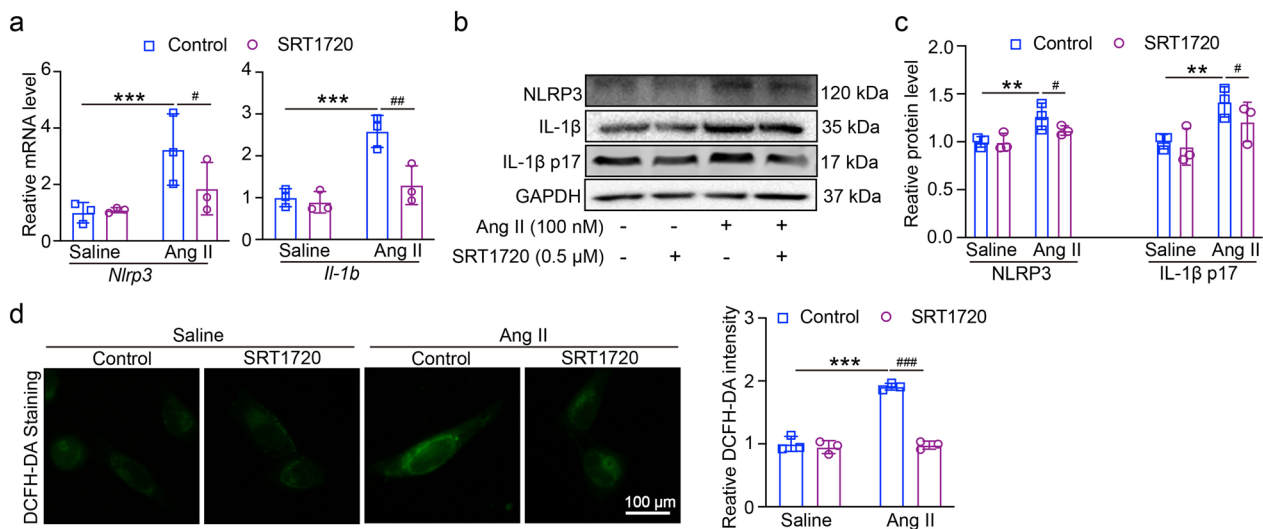 a
Control SRT1720
Relative mRNA level
6
4
2
0
*** #
Saline Ang II
Nlrp3
4
3
2
1
0
*** ##
Saline Ang II
Il-1b
b
NLRP3 120 kDa
IL-1β 35 kDa
IL-1β p17 17 kDa
GAPDH 37 kDa
Ang II (100 nM) - - + +
SRT1720 (0.5 μM) - + - +
c
Control SRT1720
Relative protein level
2.0
1.5
1.0
0.5
0.0
** # ** #
Saline Ang II Saline Ang II
NLRP3 IL-1β p17
d
Saline Ang II
Control SRT1720 Control SRT1720
DCFH-DA Staining
100 μm
Control SRT1720
Reative DCFH-DA intensity
3
2
1
0
*** ###
Saline Ang II